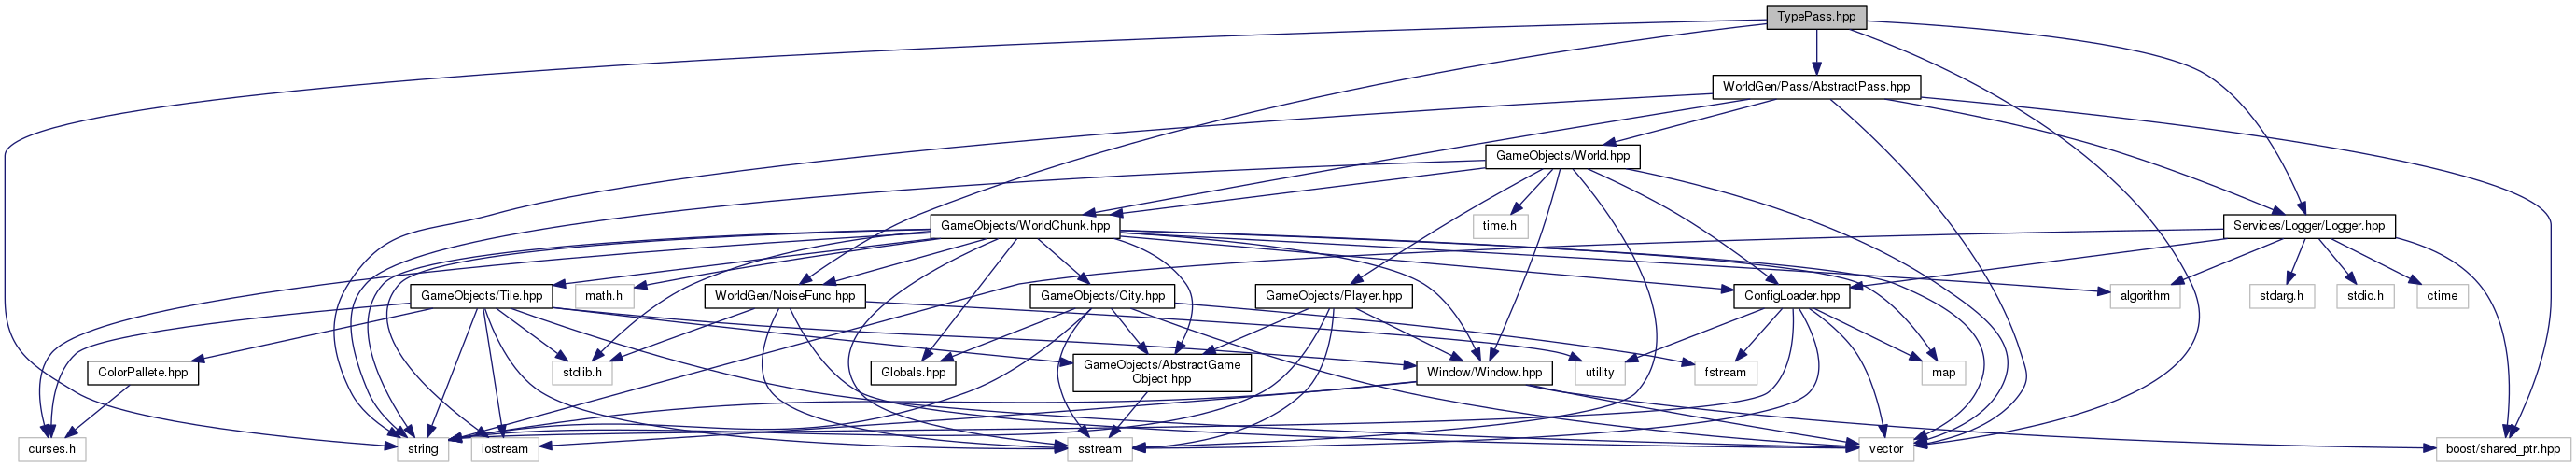 TypePass.hpp
WorldGen/Pass/AbstractPass.hpp
GameObjects/World.hpp
GameObjects/WorldChunk.hpp
time.h
Services/Logger/Logger.hpp
GameObjects/Tile.hpp
math.h
WorldGen/NoiseFunc.hpp
GameObjects/City.hpp
GameObjects/Player.hpp
ConfigLoader.hpp
algorithm
stdarg.h
stdio.h
ctime
ColorPallete.hpp
stdlib.h
Globals.hpp
GameObjects/AbstractGame
Object.hpp
Window/Window.hpp
utility
fstream
map
curses.h
string
iostream
sstream
vector
boost/shared_ptr.hpp